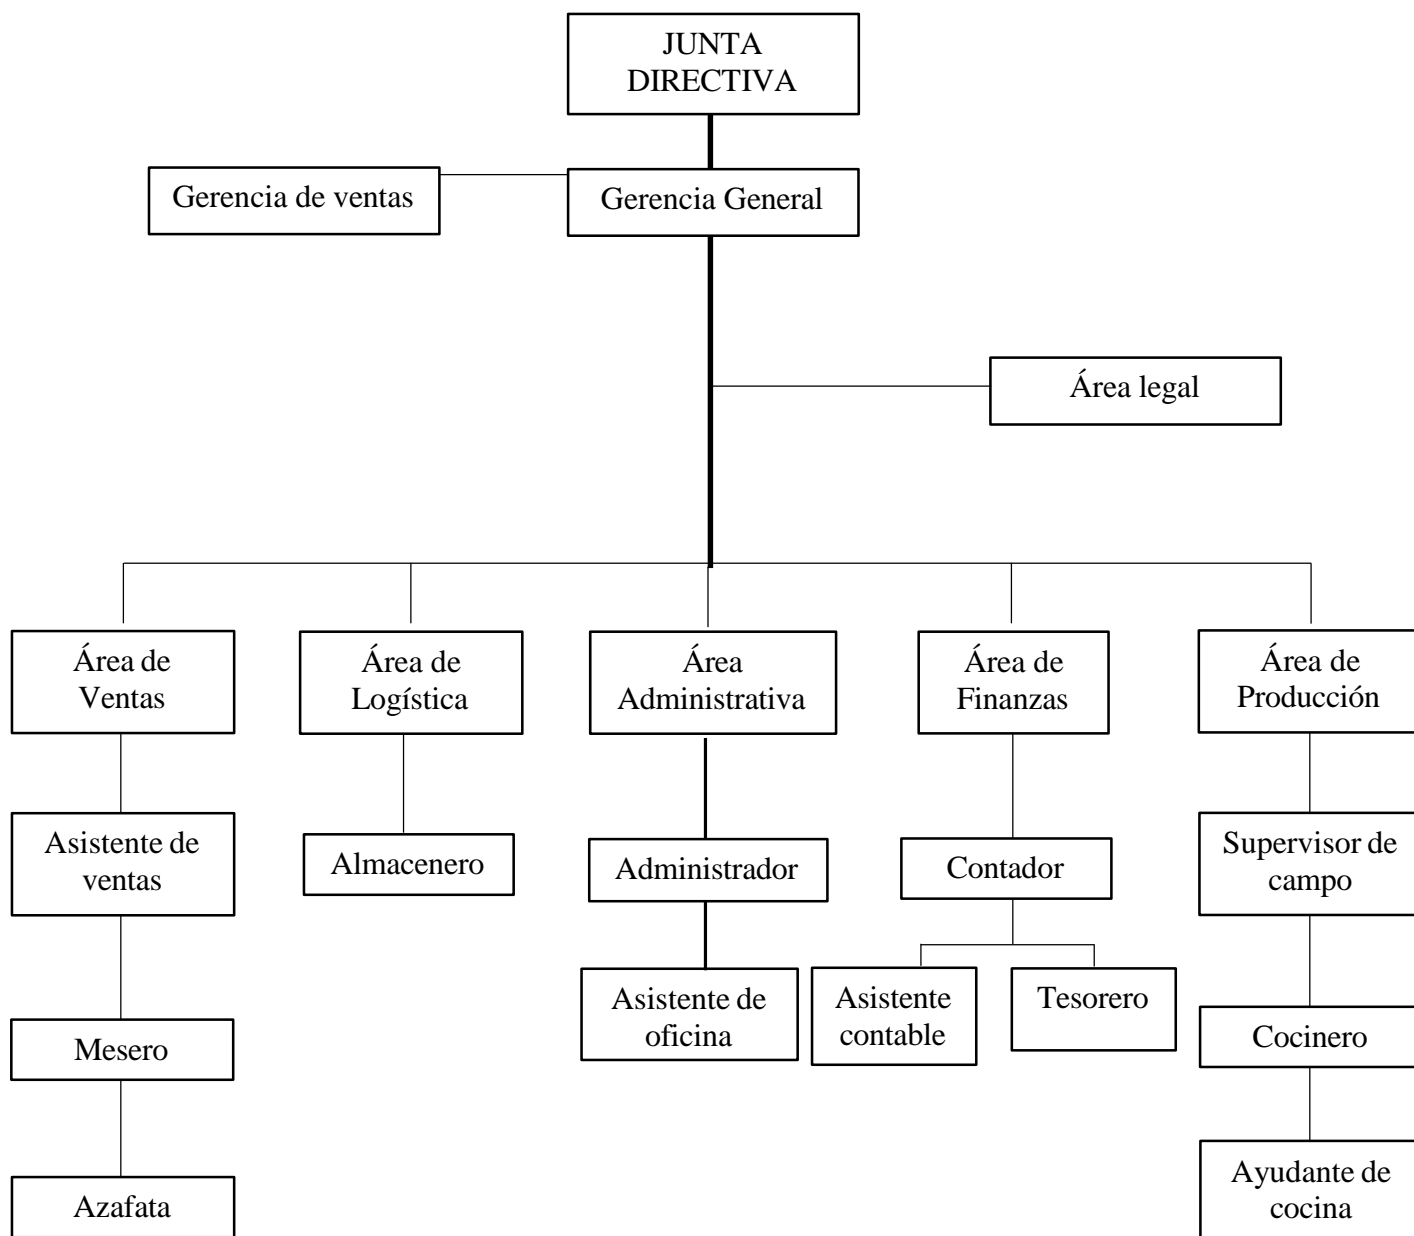 JUNTA
DIRECTIVA
Gerencia de ventas
Gerencia General
Área legal
Área de
Ventas
Área de
Logística
Área
Administrativa
Área de
Finanzas
Área de
Producción
Asistente de
ventas
Almacenero
Administrador
Contador
Supervisor de
campo
Mesero
Asistente de
oficina
Asistente
contable
Tesorero
Cocinero
Azafata
Ayudante de
cocina